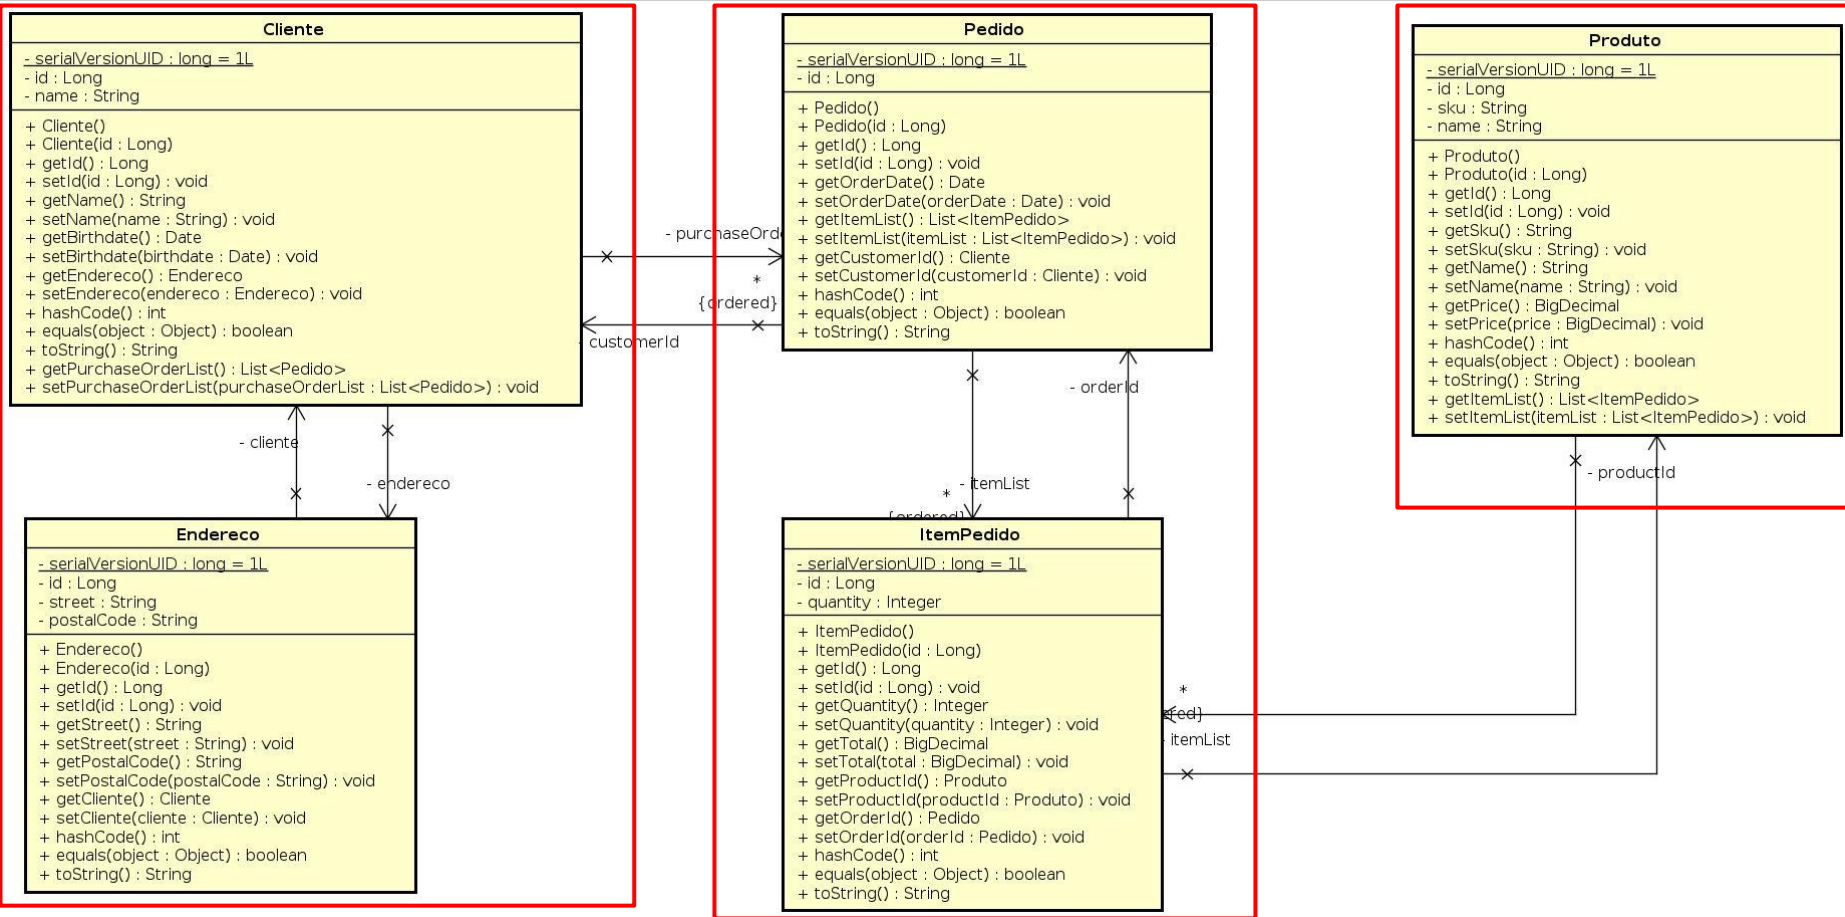 Cliente
- serialVersionUID : long = 1L
- id : Long
- name : String
+ Cliente()
+ Cliente(id : Long)
+ getId() : Long
+ setId(id : Long) : void
+ getName() : String
+ setName(name : String) : void
+ getBirthdate() : Date
+ setBirthdate(birthdate : Date) : void
+ getEndereco() : Endereco
+ setEndereco(endereco : Endereco) : void
+ hashCode() : int
+ equals(object : Object) : boolean
+ toString() : String
+ getPurchaseOrderList() : List<Pedido>
+ setPurchaseOrderList(purchaseOrderList : List<Pedido>) : void
- purchaseOrde
*
{ordered}
- customerId
Pedido
- serialVersionUID : long = 1L
- id : Long
+ Pedido()
+ Pedido(id : Long)
+ getId() : Long
+ setId(id : Long) : void
+ getOrderDate() : Date
+ setOrderDate(orderDate : Date) : void
+ getItemList() : List<ItemPedido>
+ setItemList(itemList : List<ItemPedido>) : void
+ getCustomerId() : Cliente
+ setCustomerId(customerId : Cliente) : void
+ hashCode() : int
+ equals(object : Object) : boolean
+ toString() : String
Produto
- serialVersionUID : long = 1L
- id : Long
- sku : String
- name : String
+ Produto()
+ Produto(id : Long)
+ getId() : Long
+ setId(id : Long) : void
+ getSku() : String
+ setSku(sku : String) : void
+ getName() : String
+ setName(name : String) : void
+ getPrice() : BigDecimal
+ setPrice(price : BigDecimal) : void
+ hashCode() : int
+ equals(object : Object) : boolean
+ toString() : String
+ getItemList() : List<ItemPedido>
+ setItemList(itemList : List<ItemPedido>) : void
- cliente
- endereco
- orderId
- itemList
*
{ordered}
- productId
Endereco
- serialVersionUID : long = 1L
- id : Long
- street : String
- postalCode : String
+ Endereco()
+ Endereco(id : Long)
+ getId() : Long
+ setId(id : Long) : void
+ getStreet() : String
+ setStreet(street : String) : void
+ getPostalCode() : String
+ setPostalCode(postalCode : String) : void
+ getCliente() : Cliente
+ setCliente(cliente : Cliente) : void
+ hashCode() : int
+ equals(object : Object) : boolean
+ toString() : String
ItemPedido
- serialVersionUID : long = 1L
- id : Long
- quantity : Integer
+ ItemPedido()
+ ItemPedido(id : Long)
+ getId() : Long
+ setId(id : Long) : void
+ getQuantity() : Integer
+ setQuantity(quantity : Integer) : void
+ getTotal() : BigDecimal
+ setTotal(total : BigDecimal) : void
+ getProductId() : Produto
+ setProductId(productId : Produto) : void
+ getOrderId() : Pedido
+ setOrderId(orderId : Pedido) : void
+ hashCode() : int
+ equals(object : Object) : boolean
+ toString() : String
*
ered}
- itemList